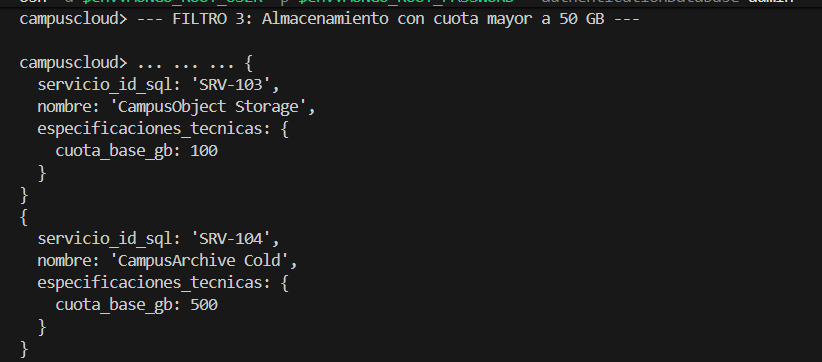 campuscloud> --- FILTRO 3: Almacenamiento con cuota mayor a 50 GB ---
campuscloud> ... ... ... {
  servicio_id_sql: 'SRV-103',
  nombre: 'CampusObject Storage',
  especificaciones_tecnicas: {
    cuota_base_gb: 100
  }
}
{
  servicio_id_sql: 'SRV-104',
  nombre: 'CampusArchive Cold',
  especificaciones_tecnicas: {
    cuota_base_gb: 500
  }
}